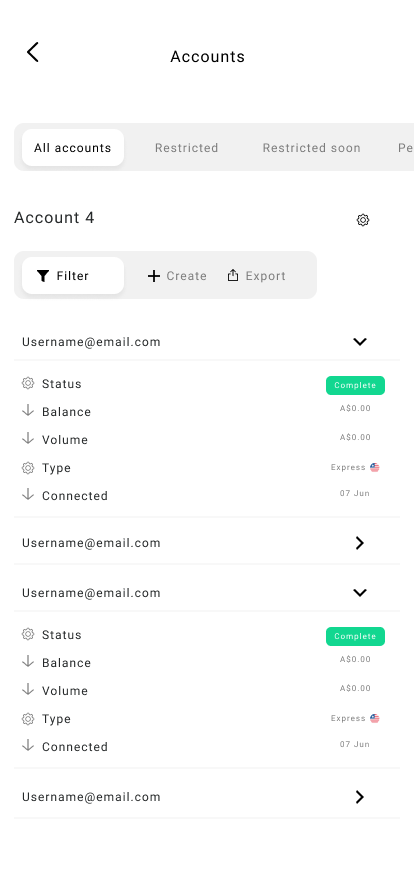 Accounts
All accounts Restricted Restricted soon Pe
Account 4
Filter Create Export
Username@email.com
Status Complete
Balance A$0.00
Volume A$0.00
Type Express
Connected 07 Jun
Username@email.com
Username@email.com
Status Complete
Balance A$0.00
Volume A$0.00
Type Express
Connected 07 Jun
Username@email.com